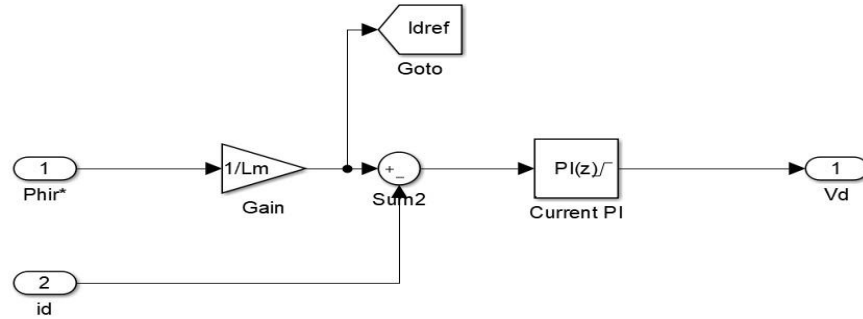 Idref
Goto
1
Phir*
1/Lm
Gain
+
_
Sum2
PI(z)
Current PI
1
Vd
2
id